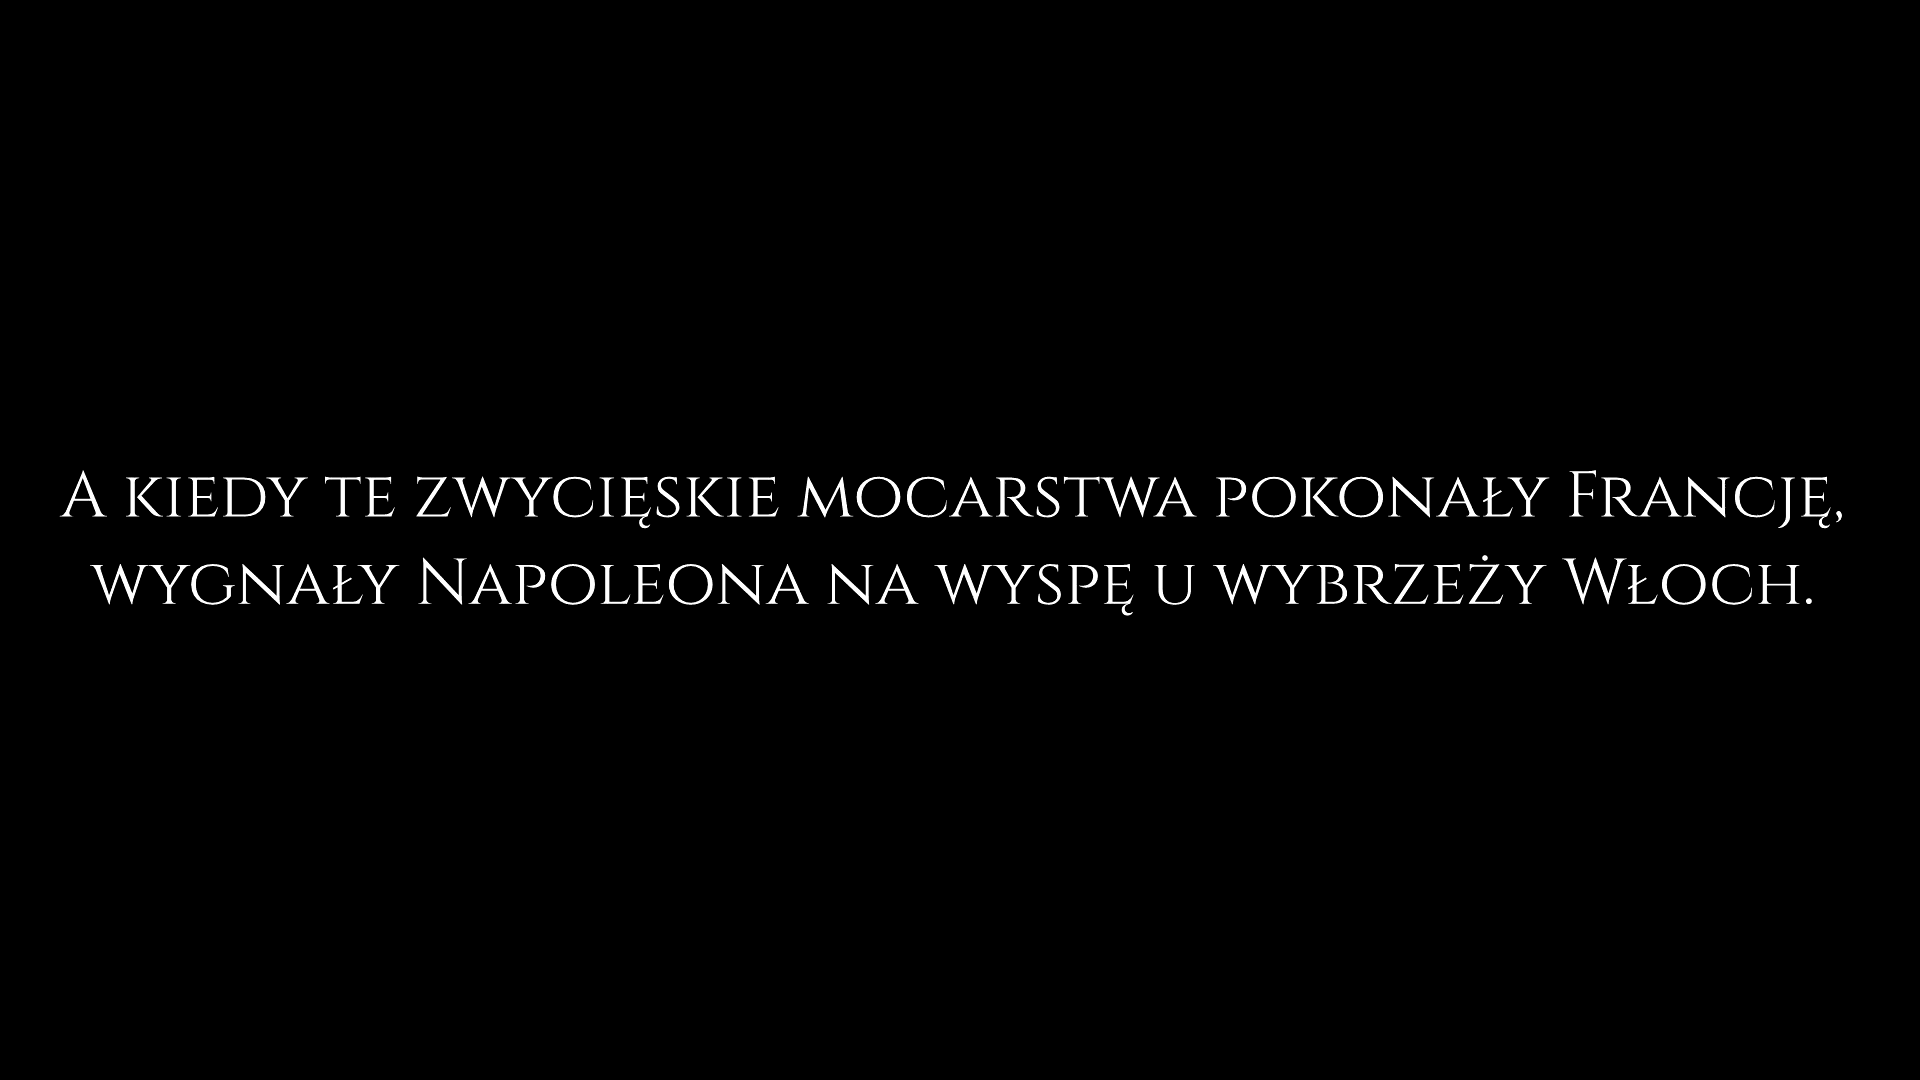 A kiedy te zwycięskie mocarstwa pokonały Francję,
wygnały Napoleona na wyspę u wybrzeży Włoch.